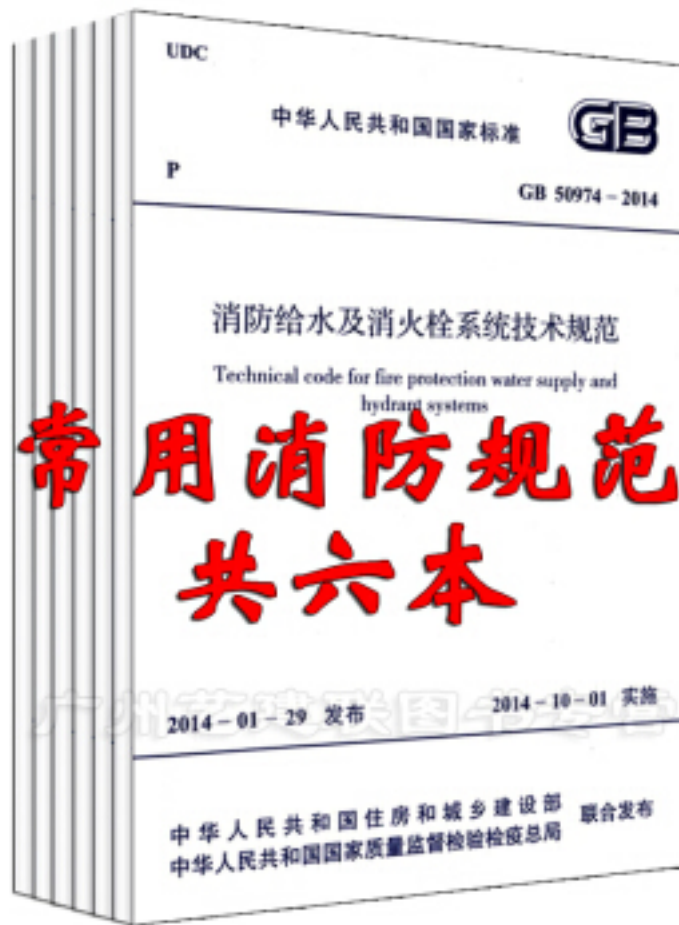 UDC
中华人民共和国国家标准
GB
P
GB 50974-2014
消防给水及消火栓系统技术规范
Technical code for fire protection water supply and
hydrant systems
常用消防规范
共六本
2014-01-29 发布
2014-10-01 实施
中华人民共和国住房和城乡建设部
中华人民共和国国家质量监督检验检疫总局
联合发布